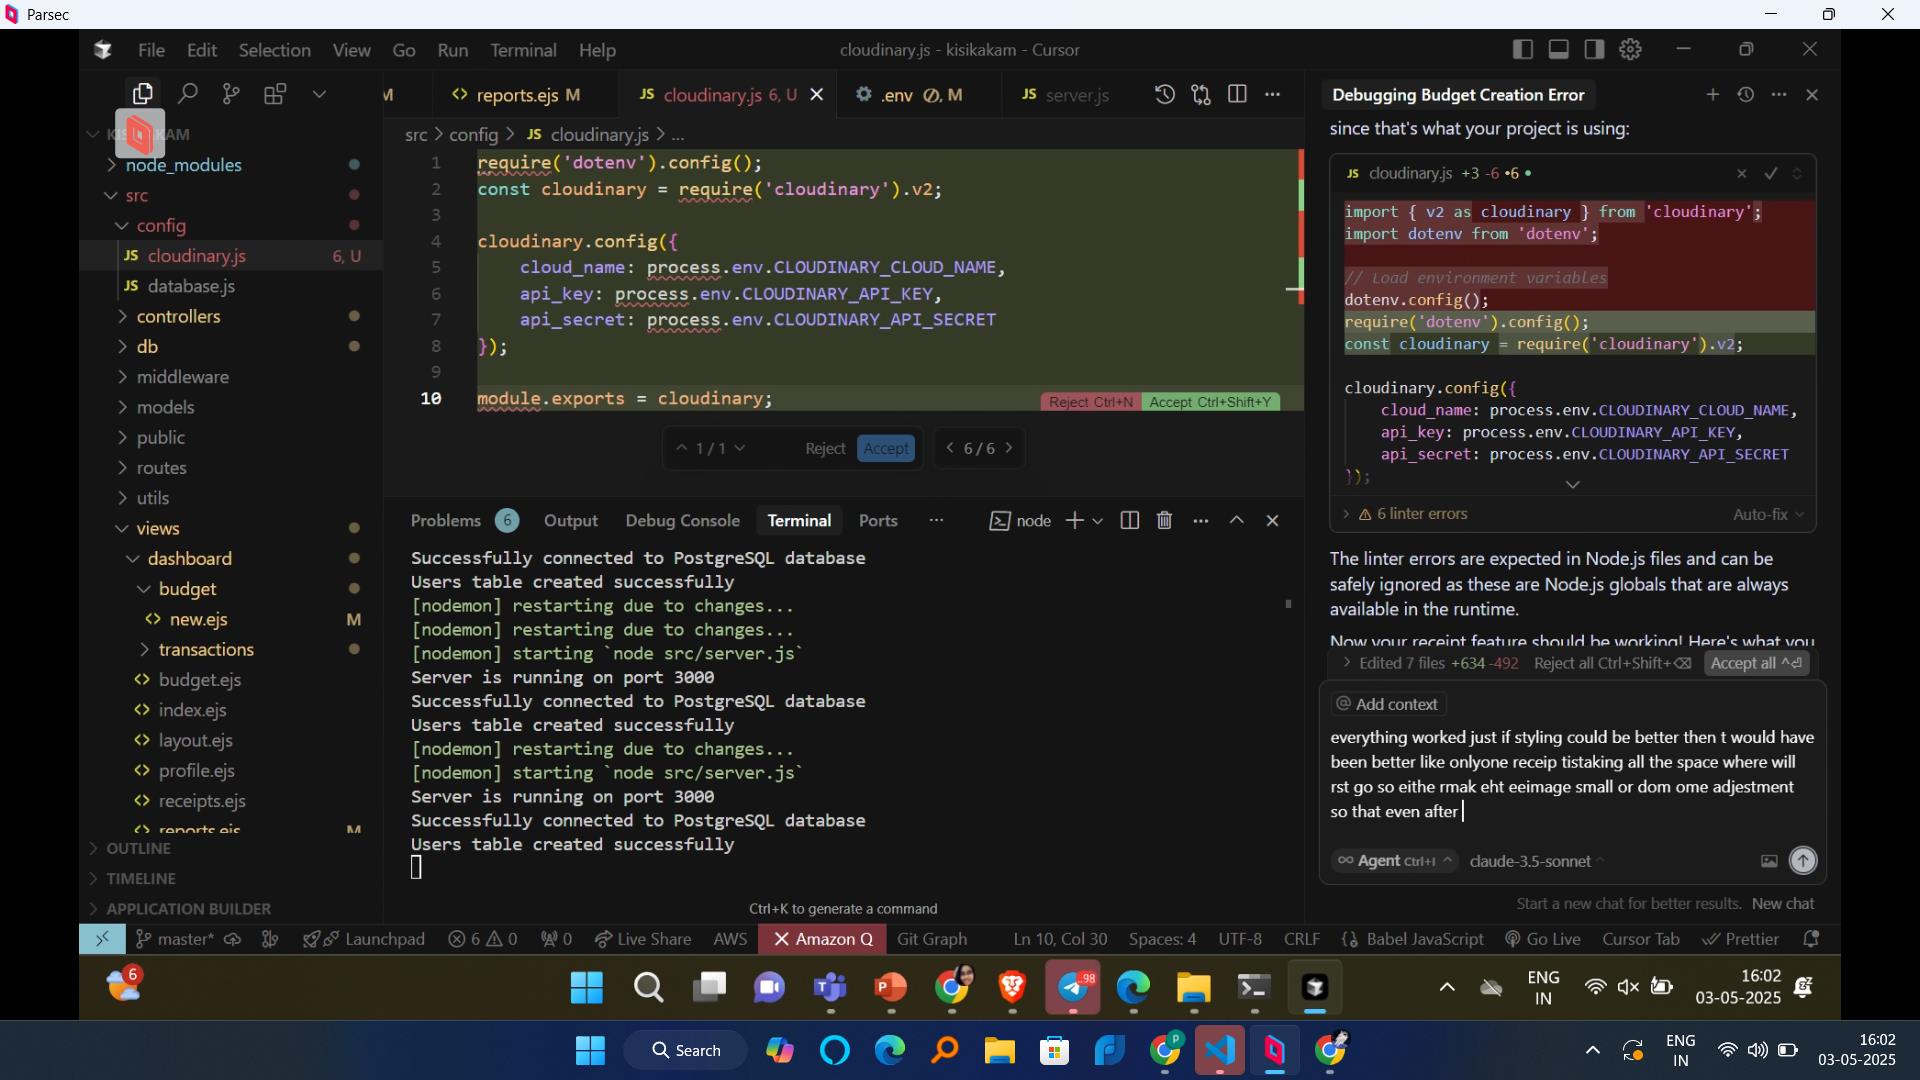 Parsec
File Edit Selection View Go Run Terminal Help
cloudinary.js - kisikakam - Cursor
M
reports.ejs M
JS cloudinary.js 6, U
.env M
JS server.js
Debugging Budget Creation Error
src > config > JS cloudinary.js > ...
KAM
node_modules
src
config
JS cloudinary.js 6, U
JS database.js
controllers
db
middleware
models
public
routes
utils
views
dashboard
budget
new.ejs M
transactions
budget.ejs
index.ejs
layout.ejs
profile.ejs
receipts.ejs
reports.ejs M
OUTLINE
TIMELINE
APPLICATION BUILDER
1 require('dotenv').config();
2 const cloudinary = require('cloudinary').v2;
3
4 cloudinary.config({
5 cloud_name: process.env.CLOUDINARY_CLOUD_NAME,
6 api_key: process.env.CLOUDINARY_API_KEY,
7 api_secret: process.env.CLOUDINARY_API_SECRET
8 });
9
10 module.exports = cloudinary;
Reject Ctrl+N Accept Ctrl+Shift+Y
1 / 1 Reject Accept 6 / 6
Problems 6 Output Debug Console Terminal Ports ... node
Successfully connected to PostgreSQL database
Users table created successfully
[nodemon] restarting due to changes...
[nodemon] restarting due to changes...
[nodemon] starting `node src/server.js`
Server is running on port 3000
Successfully connected to PostgreSQL database
Users table created successfully
[nodemon] restarting due to changes...
[nodemon] starting `node src/server.js`
Server is running on port 3000
Successfully connected to PostgreSQL database
Users table created successfully
Ctrl+K to generate a command
since that's what your project is using:
JS cloudinary.js +3 -6 •6 •
import { v2 as cloudinary } from 'cloudinary';
import dotenv from 'dotenv';
// Load environment variables
dotenv.config();
require('dotenv').config();
const cloudinary = require('cloudinary').v2;
cloudinary.config({
cloud_name: process.env.CLOUDINARY_CLOUD_NAME,
api_key: process.env.CLOUDINARY_API_KEY,
api_secret: process.env.CLOUDINARY_API_SECRET
});
6 linter errors Auto-fix
The linter errors are expected in Node.js files and can be
safely ignored as these are Node.js globals that are always
available in the runtime.
Now your receipt feature should be working! Here's what you
Edited 7 files +634 -492 Reject all Ctrl+Shift+⌫ Accept all ^⏎
@ Add context
everything worked just if styling could be better then t would have
been better like onlyone receip tistaking all the space where will
rst go so eithe rmak eht eeimage small or dom ome adjestment
so that even after
∞ Agent Ctrl+I claude-3.5-sonnet
Start a new chat for better results. New chat
master* Launchpad 6 0 0 Live Share AWS Amazon Q Git Graph Ln 10, Col 30 Spaces: 4 UTF-8 CRLF {} Babel JavaScript Go Live Cursor Tab Prettier
6
98
ENG
IN
16:02
03-05-2025
Search
P
ENG
IN
16:02
03-05-2025